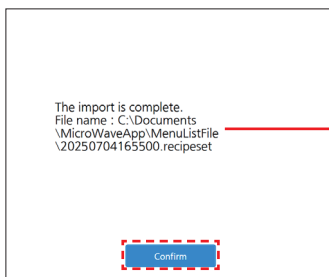 The import is complete.
File name : C:\Documents
\MicroWaveApp\MenuListFile
\20250704165500.recipeset
Confirm